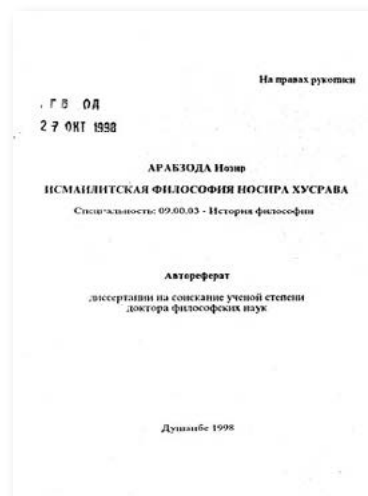 На правах рукописи
РГБ ОД
27 ОКТ 1998
АРАБЗОДА Нозир
ИСМАИЛИТСКАЯ ФИЛОСОФИЯ НОСИРА ХУСРАВА
Специальность: 09.00.03 - История философии
Автореферат
диссертации на соискание ученой степени
доктора философских наук
Душанбе 1998